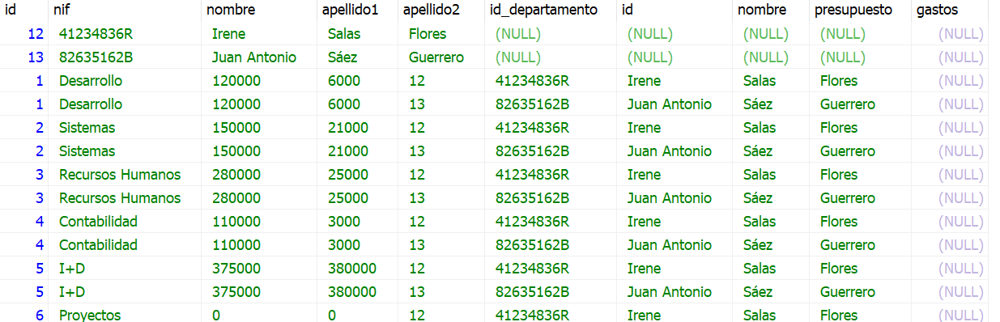 id nif nombre apellido1 apellido2 id_departamento id nombre presupuesto gastos
12 41234836R Irene Salas Flores (NULL) (NULL) (NULL) (NULL) (NULL)
13 82635162B Juan Antonio Sáez Guerrero (NULL) (NULL) (NULL) (NULL) (NULL)
1 Desarrollo 120000 6000 12 41234836R Irene Salas Flores (NULL)
1 Desarrollo 120000 6000 13 82635162B Juan Antonio Sáez Guerrero (NULL)
2 Sistemas 150000 21000 12 41234836R Irene Salas Flores (NULL)
2 Sistemas 150000 21000 13 82635162B Juan Antonio Sáez Guerrero (NULL)
3 Recursos Humanos 280000 25000 12 41234836R Irene Salas Flores (NULL)
3 Recursos Humanos 280000 25000 13 82635162B Juan Antonio Sáez Guerrero (NULL)
4 Contabilidad 110000 3000 12 41234836R Irene Salas Flores (NULL)
4 Contabilidad 110000 3000 13 82635162B Juan Antonio Sáez Guerrero (NULL)
5 I+D 375000 380000 12 41234836R Irene Salas Flores (NULL)
5 I+D 375000 380000 13 82635162B Juan Antonio Sáez Guerrero (NULL)
6 Proyectos 0 0 12 41234836R Irene Salas Flores (NULL)